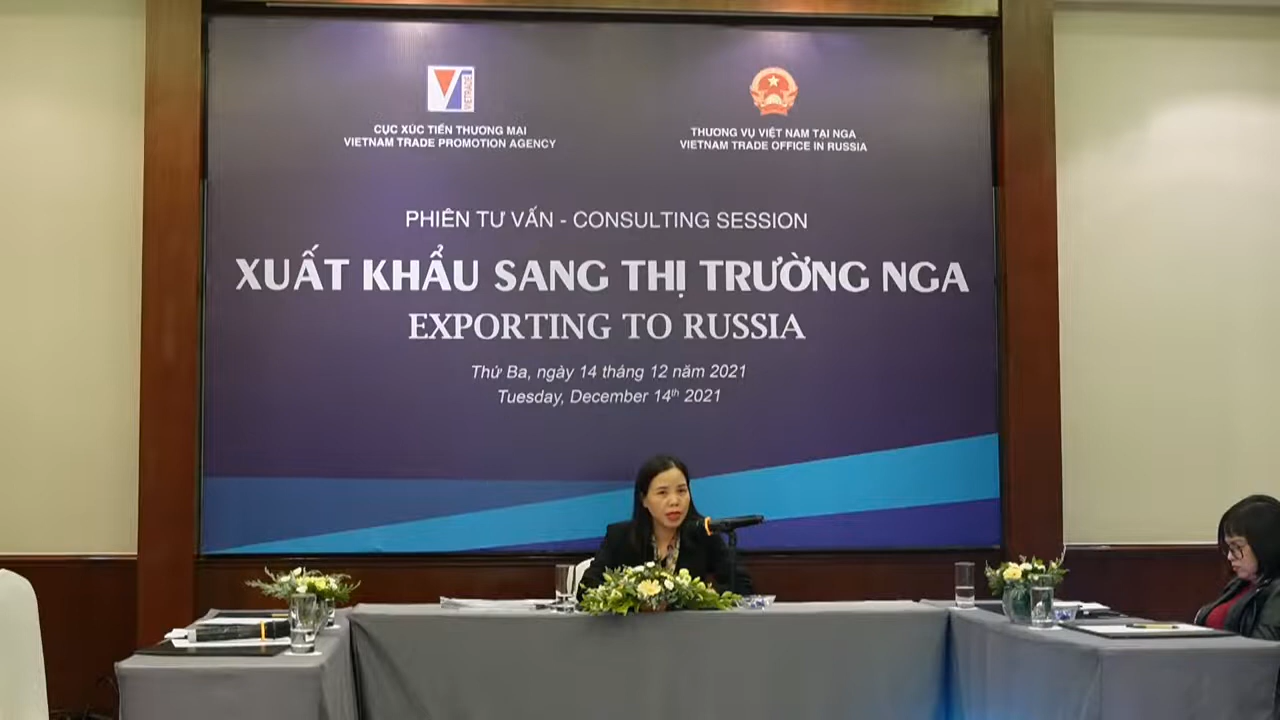 VIETRADE
CỤC XÚC TIẾN THƯƠNG MẠI
VIETNAM TRADE PROMOTION AGENCY
THƯƠNG VỤ VIỆT NAM TẠI NGA
VIETNAM TRADE OFFICE IN RUSSIA
PHIÊN TƯ VẤN - CONSULTING SESSION
XUẤT KHẨU SANG THỊ TRƯỜNG NGA
EXPORTING TO RUSSIA
Thứ Ba, ngày 14 tháng 12 năm 2021
Tuesday, December 14th 2021